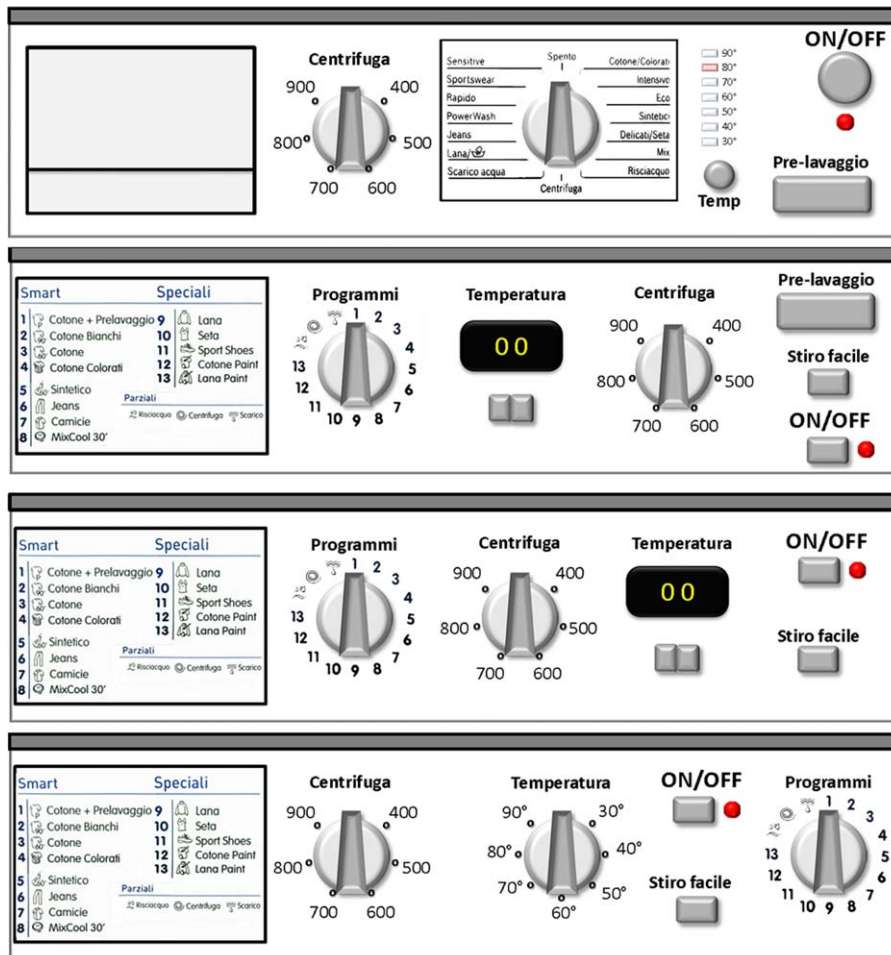 Centrifuga
900 400
800 500
700 600
Spento
Sensitive
Sportswear
Rapido
PowerWash
Jeans
Lana/
Scarico acqua
Cotone/Colorati
Intensivo
Eco
Sintetici
Delicati/Seta
Mix
Risciacquo
Centrifuga
90°
80°
70°
60°
50°
40°
30°
Temp
ON/OFF
Pre-lavaggio
Smart
1 Cotone + Prelavaggio
2 Cotone Bianchi
3 Cotone
4 Cotone Colorati
5 Sintetico
6 Jeans
7 Camicie
8 MixCool 30'
Speciali
9 Lana
10 Seta
11 Sport Shoes
12 Cotone Paint
13 Lana Paint
Parziali
Risciacquo Centrifuga Scarico
Programmi
1 2 3 4 5 6 7 8 9 10 11 12 13
Temperatura
00
Centrifuga
900 400
800 500
700 600
Pre-lavaggio
Stiro facile
ON/OFF
Smart
1 Cotone + Prelavaggio
2 Cotone Bianchi
3 Cotone
4 Cotone Colorati
5 Sintetico
6 Jeans
7 Camicie
8 MixCool 30'
Speciali
9 Lana
10 Seta
11 Sport Shoes
12 Cotone Paint
13 Lana Paint
Parziali
Risciacquo Centrifuga Scarico
Programmi
1 2 3 4 5 6 7 8 9 10 11 12 13
Centrifuga
900 400
800 500
700 600
Temperatura
00
ON/OFF
Stiro facile
Smart
1 Cotone + Prelavaggio
2 Cotone Bianchi
3 Cotone
4 Cotone Colorati
5 Sintetico
6 Jeans
7 Camicie
8 MixCool 30'
Speciali
9 Lana
10 Seta
11 Sport Shoes
12 Cotone Paint
13 Lana Paint
Parziali
Risciacquo Centrifuga Scarico
Centrifuga
900 400
800 500
700 600
Temperatura
90° 30°
80° 40°
70° 50°
60°
ON/OFF
Stiro facile
Programmi
1 2 3 4 5 6 7 8 9 10 11 12 13